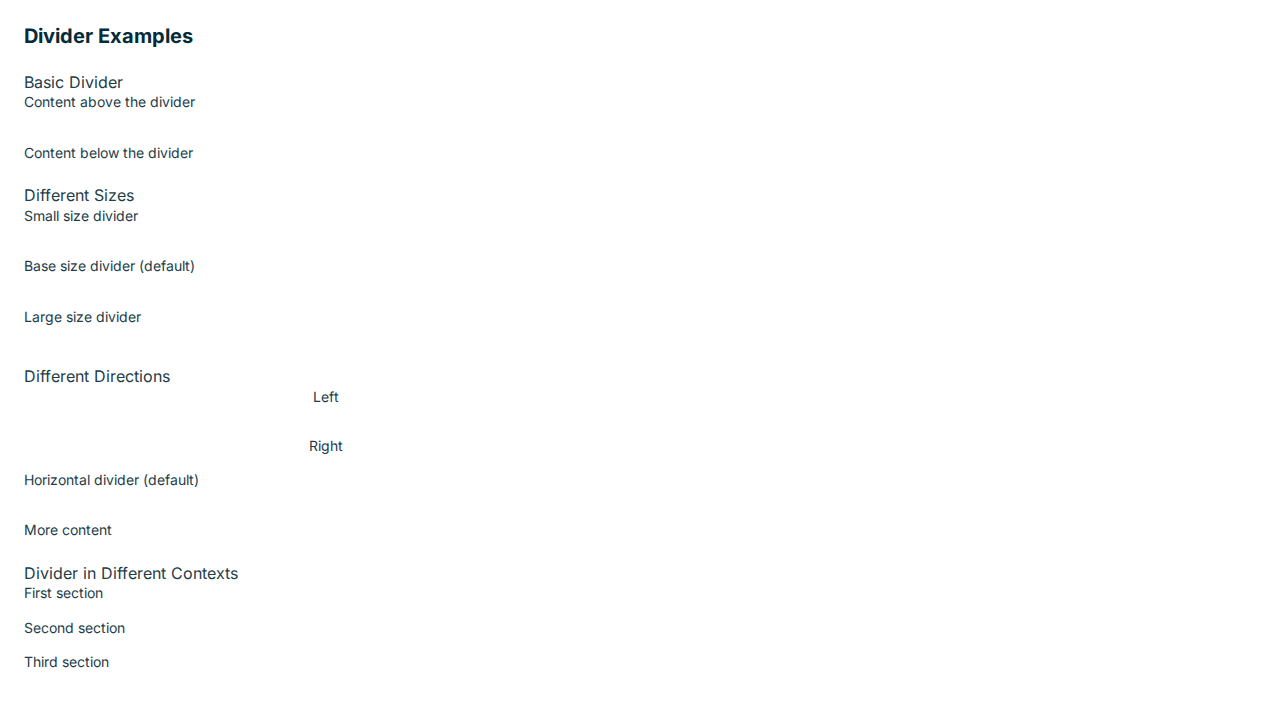 Divider Examples
Basic Divider
Content above the divider
Content below the divider
Different Sizes
Small size divider
Base size divider (default)
Large size divider
Different Directions
Left
Right
Horizontal divider (default)
More content
Divider in Different Contexts
First section
Second section
Third section